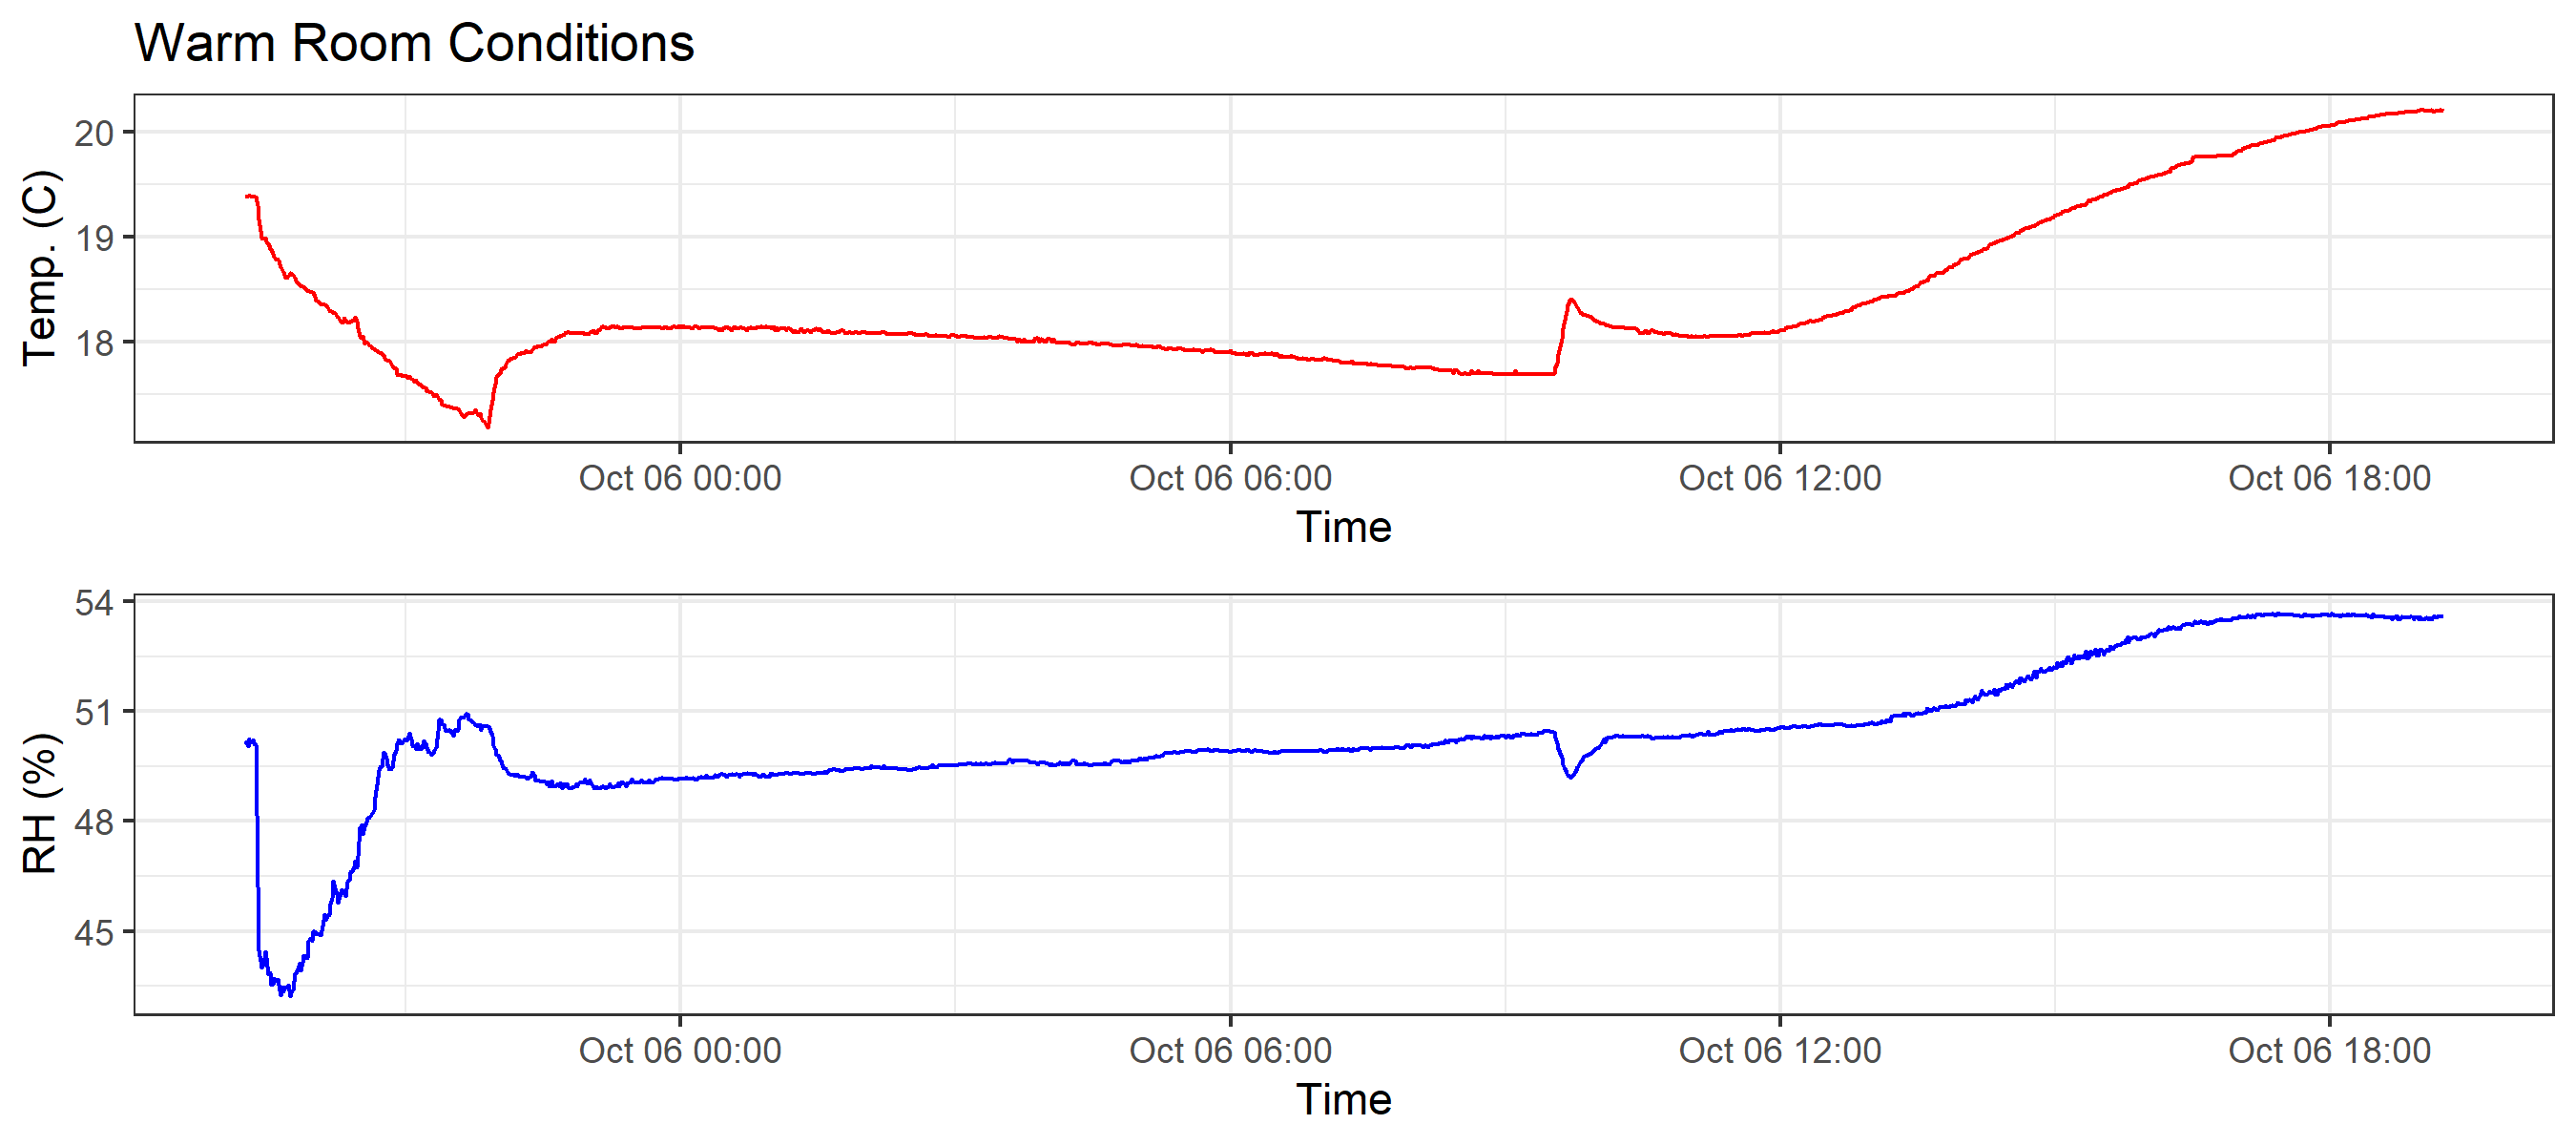 Warm Room Conditions
20
19
18
Temp. (C)
Oct 06 00:00 Oct 06 06:00 Oct 06 12:00 Oct 06 18:00
Time
54
51
48
45
RH (%)
Oct 06 00:00 Oct 06 06:00 Oct 06 12:00 Oct 06 18:00
Time